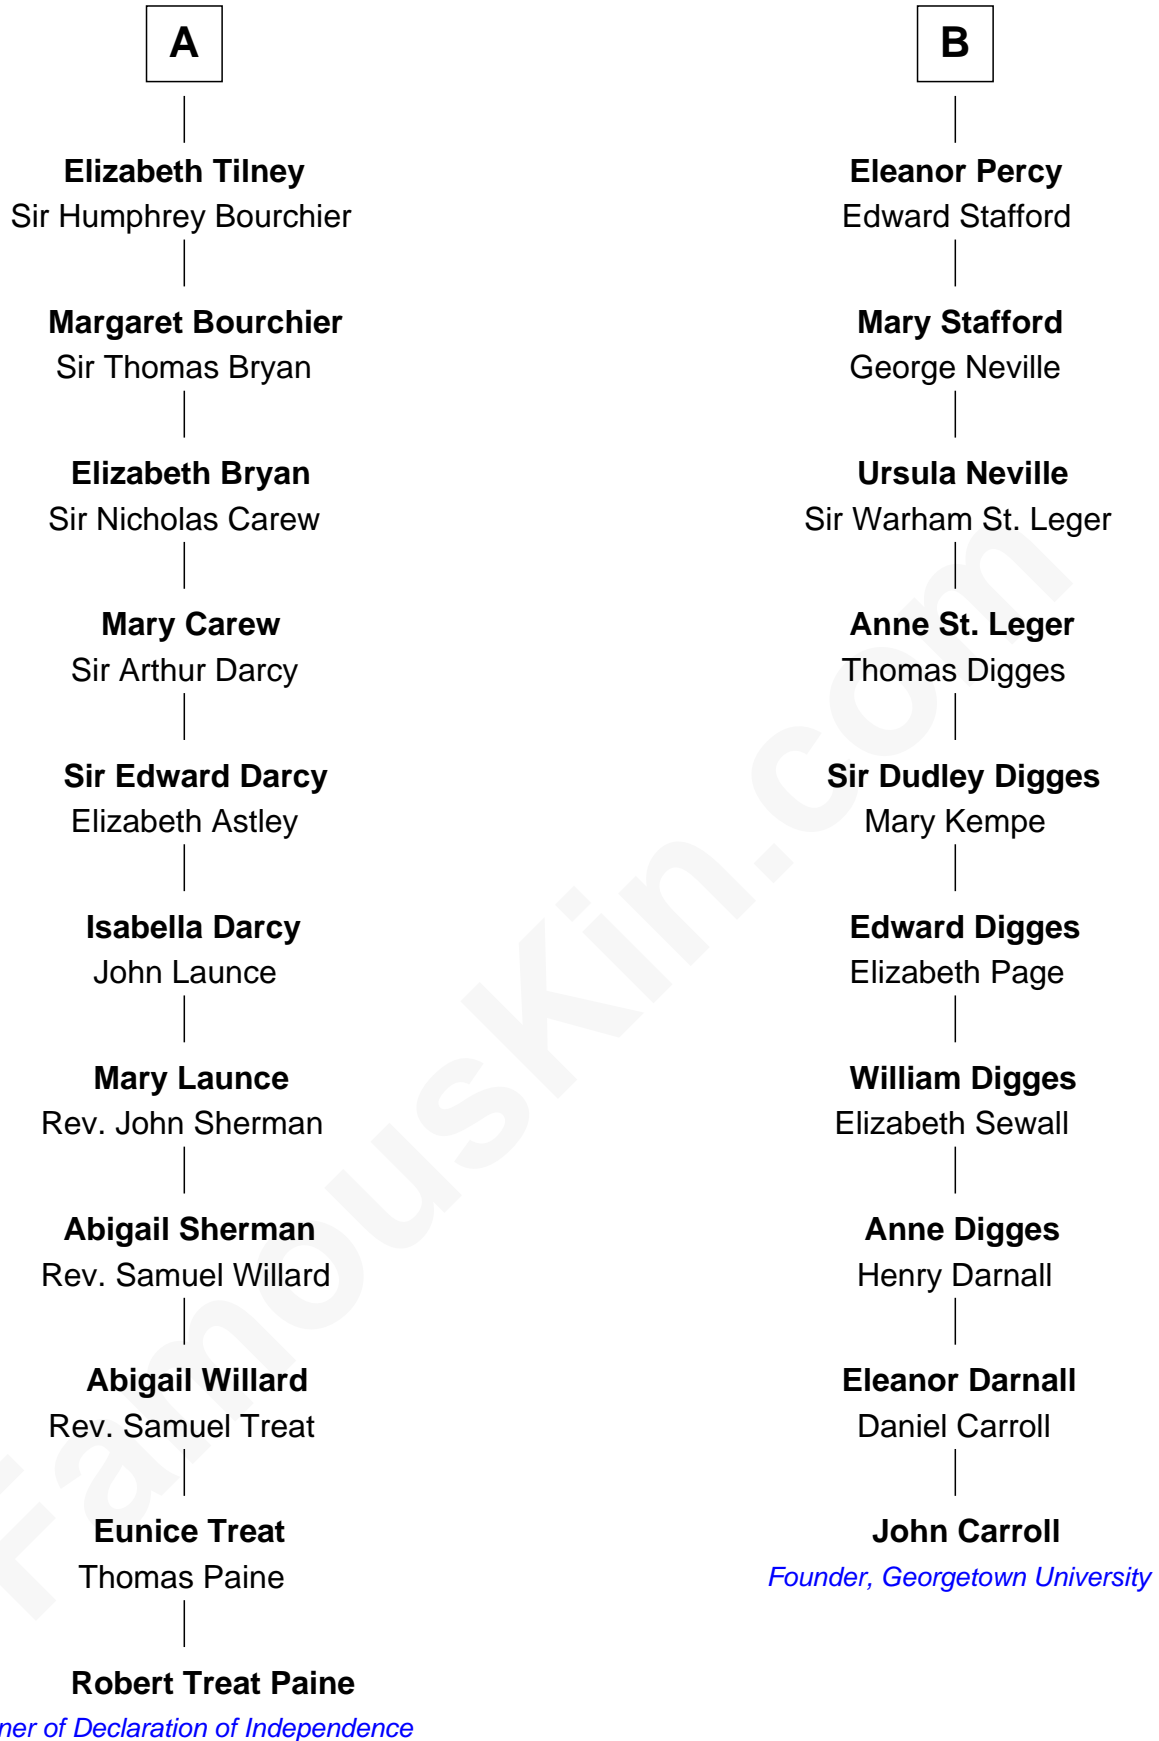 A
Elizabeth Tilney
Sir Humphrey Bourchier
Margaret Bourchier
Sir Thomas Bryan
Elizabeth Bryan
Sir Nicholas Carew
Mary Carew
Sir Arthur Darcy
Sir Edward Darcy
Elizabeth Astley
Isabella Darcy
John Launce
Mary Launce
Rev. John Sherman
Abigail Sherman
Rev. Samuel Willard
Abigail Willard
Rev. Samuel Treat
Eunice Treat
Thomas Paine
Robert Treat Paine
ner of Declaration of Independence
B
Eleanor Percy
Edward Stafford
Mary Stafford
George Neville
Ursula Neville
Sir Warham St. Leger
Anne St. Leger
Thomas Digges
Sir Dudley Digges
Mary Kempe
Edward Digges
Elizabeth Page
William Digges
Elizabeth Sewall
Anne Digges
Henry Darnall
Eleanor Darnall
Daniel Carroll
John Carroll
Founder, Georgetown University
FamousKin.com